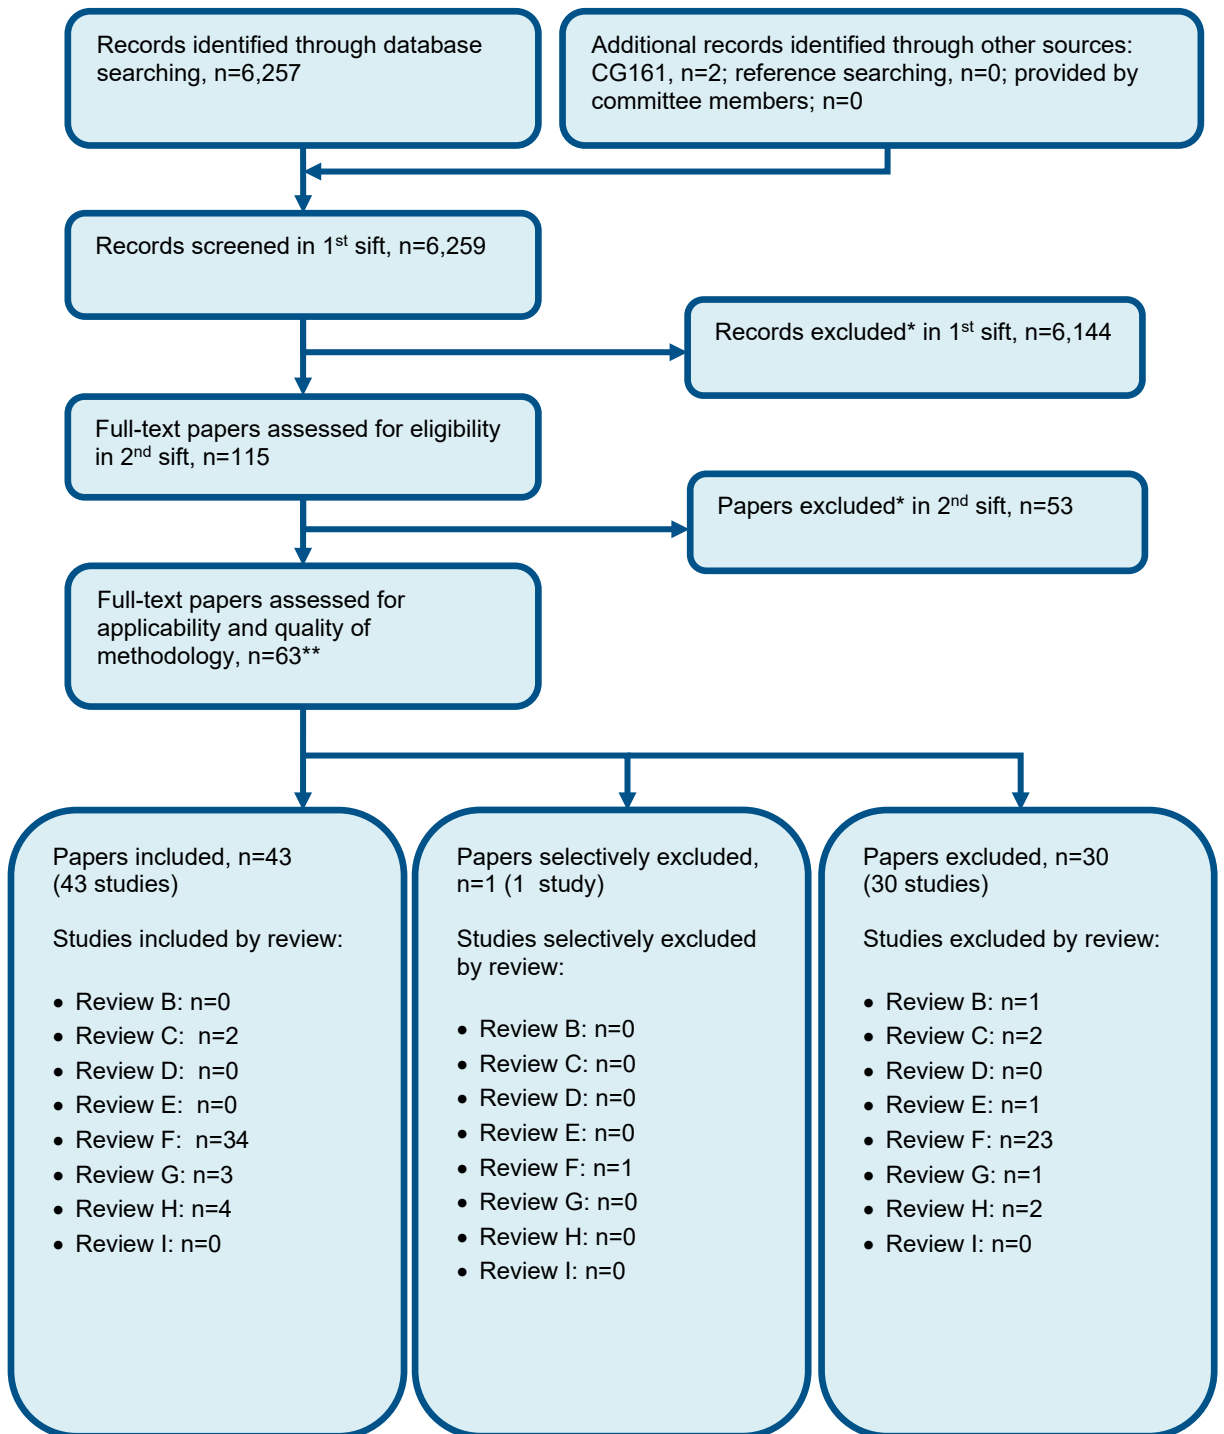 Records identified through database
searching, n=6,257
Additional records identified through other sources:
CG161, n=2; reference searching, n=0; provided by
committee members; n=0
Records screened in 1st sift, n=6,259
Records excluded* in 1st sift, n=6,144
Full-text papers assessed for eligibility
in 2nd sift, n=115
Papers excluded* in 2nd sift, n=53
Full-text papers assessed for
applicability and quality of
methodology, n=63**
Papers included, n=43
(43 studies)
Studies included by review:
• Review B: n=0
• Review C:  n=2
• Review D:  n=0
• Review E:  n=0
• Review F:  n=34
• Review G: n=3
• Review H: n=4
• Review I: n=0
Papers selectively excluded,
n=1 (1  study)
Studies selectively excluded
by review:
• Review B: n=0
• Review C: n=0
• Review D: n=0
• Review E: n=0
• Review F: n=1
• Review G: n=0
• Review H: n=0
• Review I: n=0
Papers excluded, n=30
(30 studies)
Studies excluded by review:
• Review B: n=1
• Review C: n=2
• Review D: n=0
• Review E: n=1
• Review F: n=23
• Review G: n=1
• Review H: n=2
• Review I: n=0